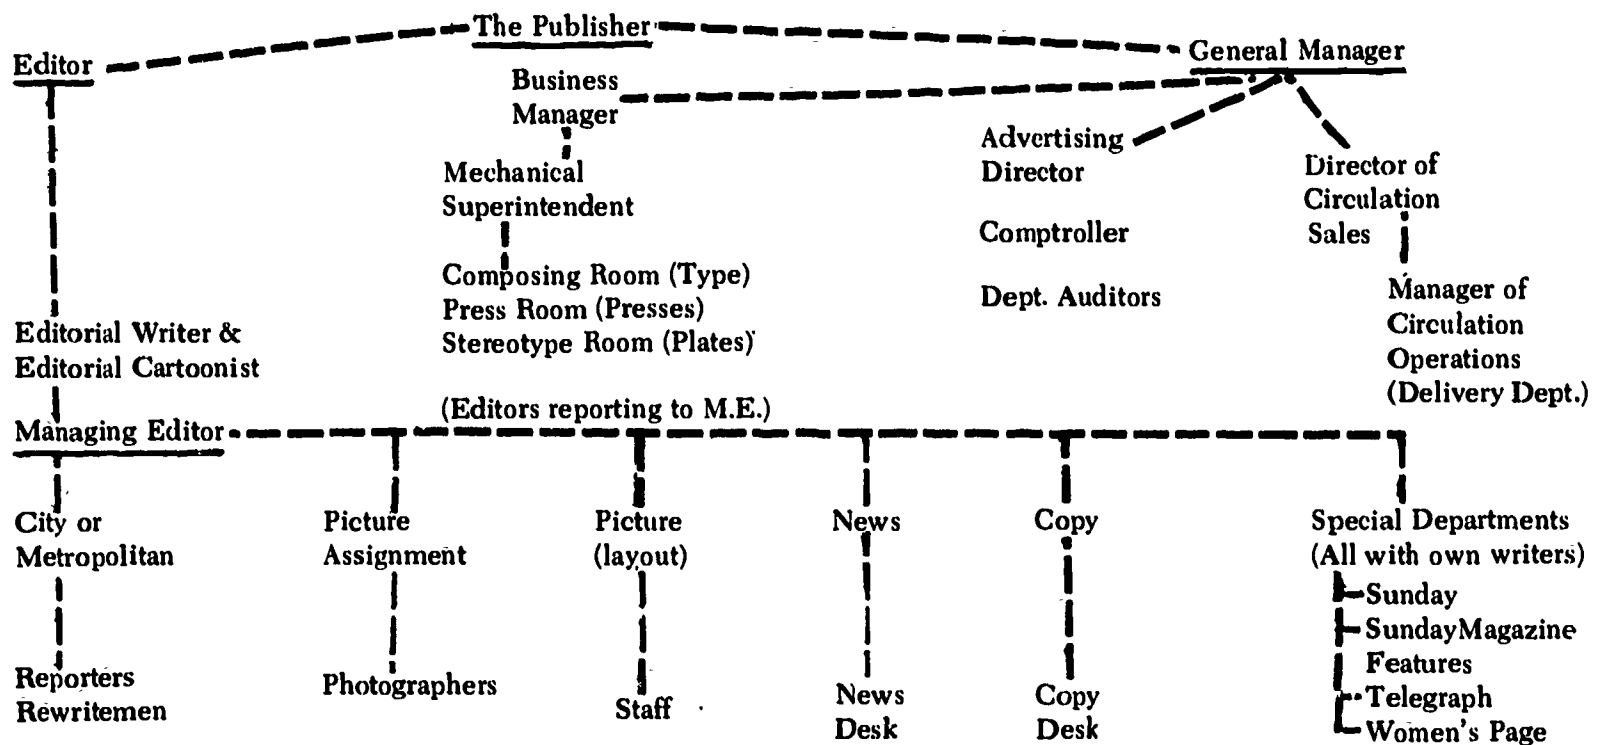 The Publisher
Editor
General Manager
Business
Manager
Advertising
Director
Director of
Circulation
Sales
Mechanical
Superintendent
Comptroller
Composing Room (Type)
Press Room (Presses)
Stereotype Room (Plates)
Dept. Auditors
Manager of
Circulation
Operations
(Delivery Dept.)
Editorial Writer &
Editorial Cartoonist
(Editors reporting to M.E.)
Managing Editor
City or
Metropolitan
Picture
Assignment
Picture
(layout)
News
Copy
Special Departments
(All with own writers)
Sunday
SundayMagazine
Features
Telegraph
Women's Page
Reporters
Rewritemen
Photographers
Staff
News
Desk
Copy
Desk